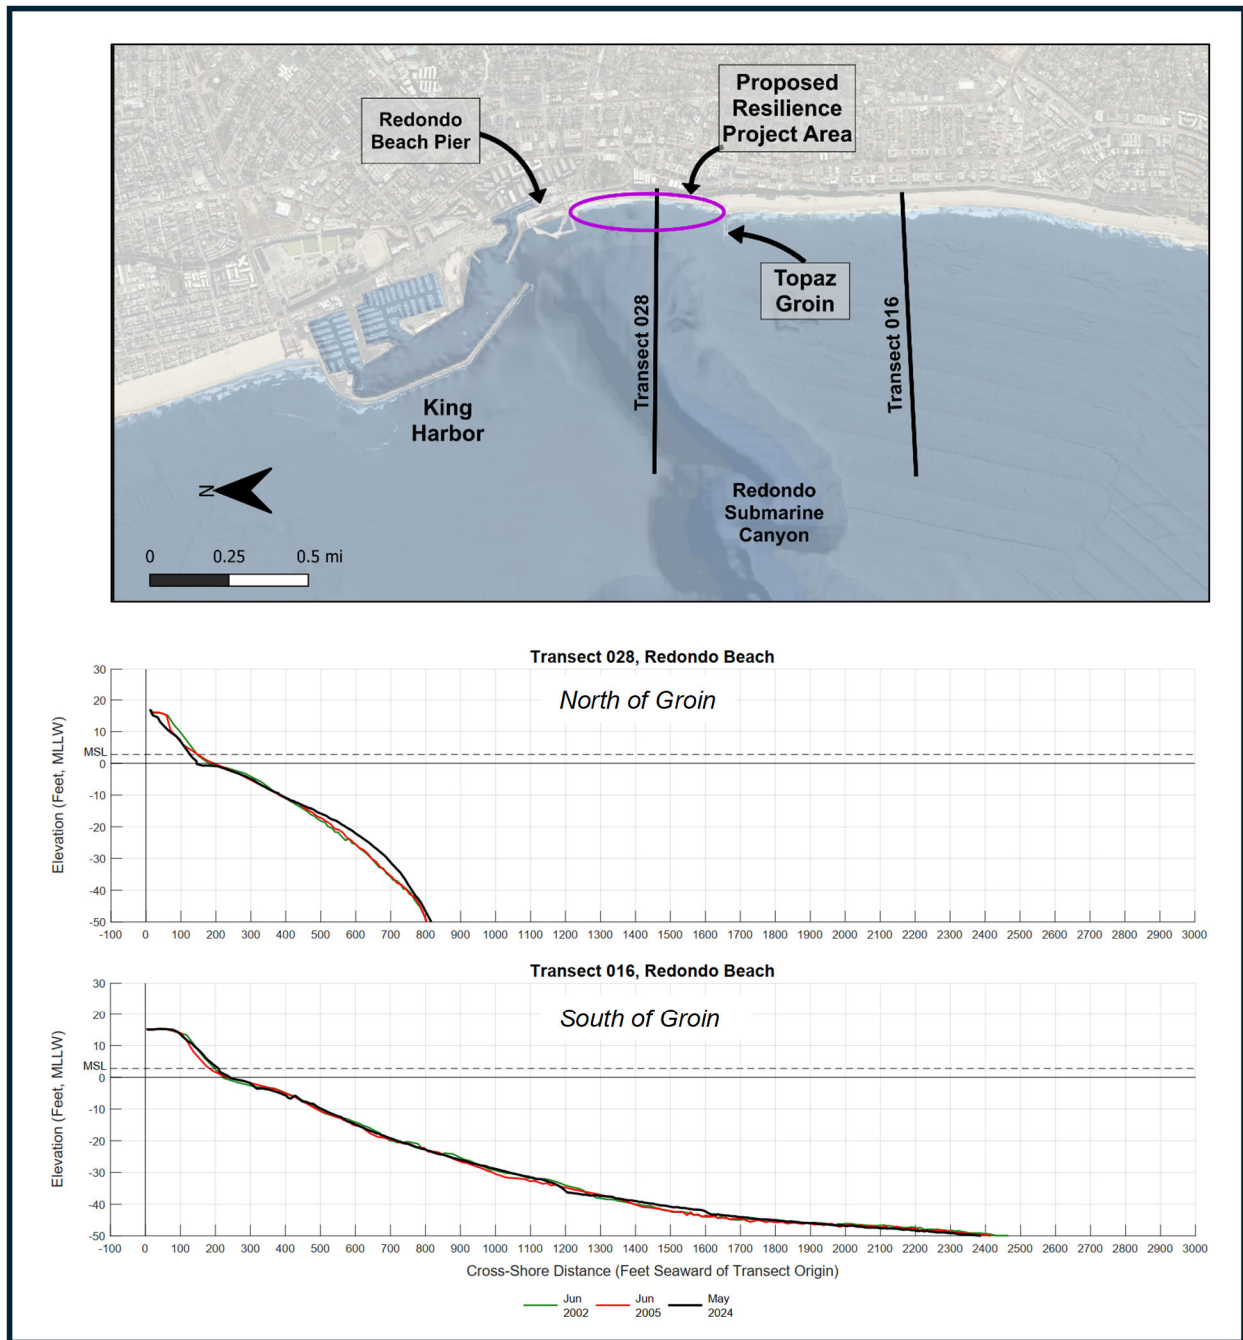 Redondo
Beach Pier
Proposed
Resilience
Project Area
Topaz
Groin
Transect 028
Transect 016
King
Harbor
Redondo
Submarine
Canyon
N
0 0.25 0.5 mi
Transect 028, Redondo Beach
North of Groin
Elevation (Feet, MLLW)
30
20
10
MSL
0
-10
-20
-30
-40
-50
-100 0 100 200 300 400 500 600 700 800 900 1000 1100 1200 1300 1400 1500 1600 1700 1800 1900 2000 2100 2200 2300 2400 2500 2600 2700 2800 2900 3000
Transect 016, Redondo Beach
South of Groin
Elevation (Feet, MLLW)
30
20
10
MSL
0
-10
-20
-30
-40
-50
-100 0 100 200 300 400 500 600 700 800 900 1000 1100 1200 1300 1400 1500 1600 1700 1800 1900 2000 2100 2200 2300 2400 2500 2600 2700 2800 2900 3000
Cross-Shore Distance (Feet Seaward of Transect Origin)
Jun
2002
Jun
2005
May
2024